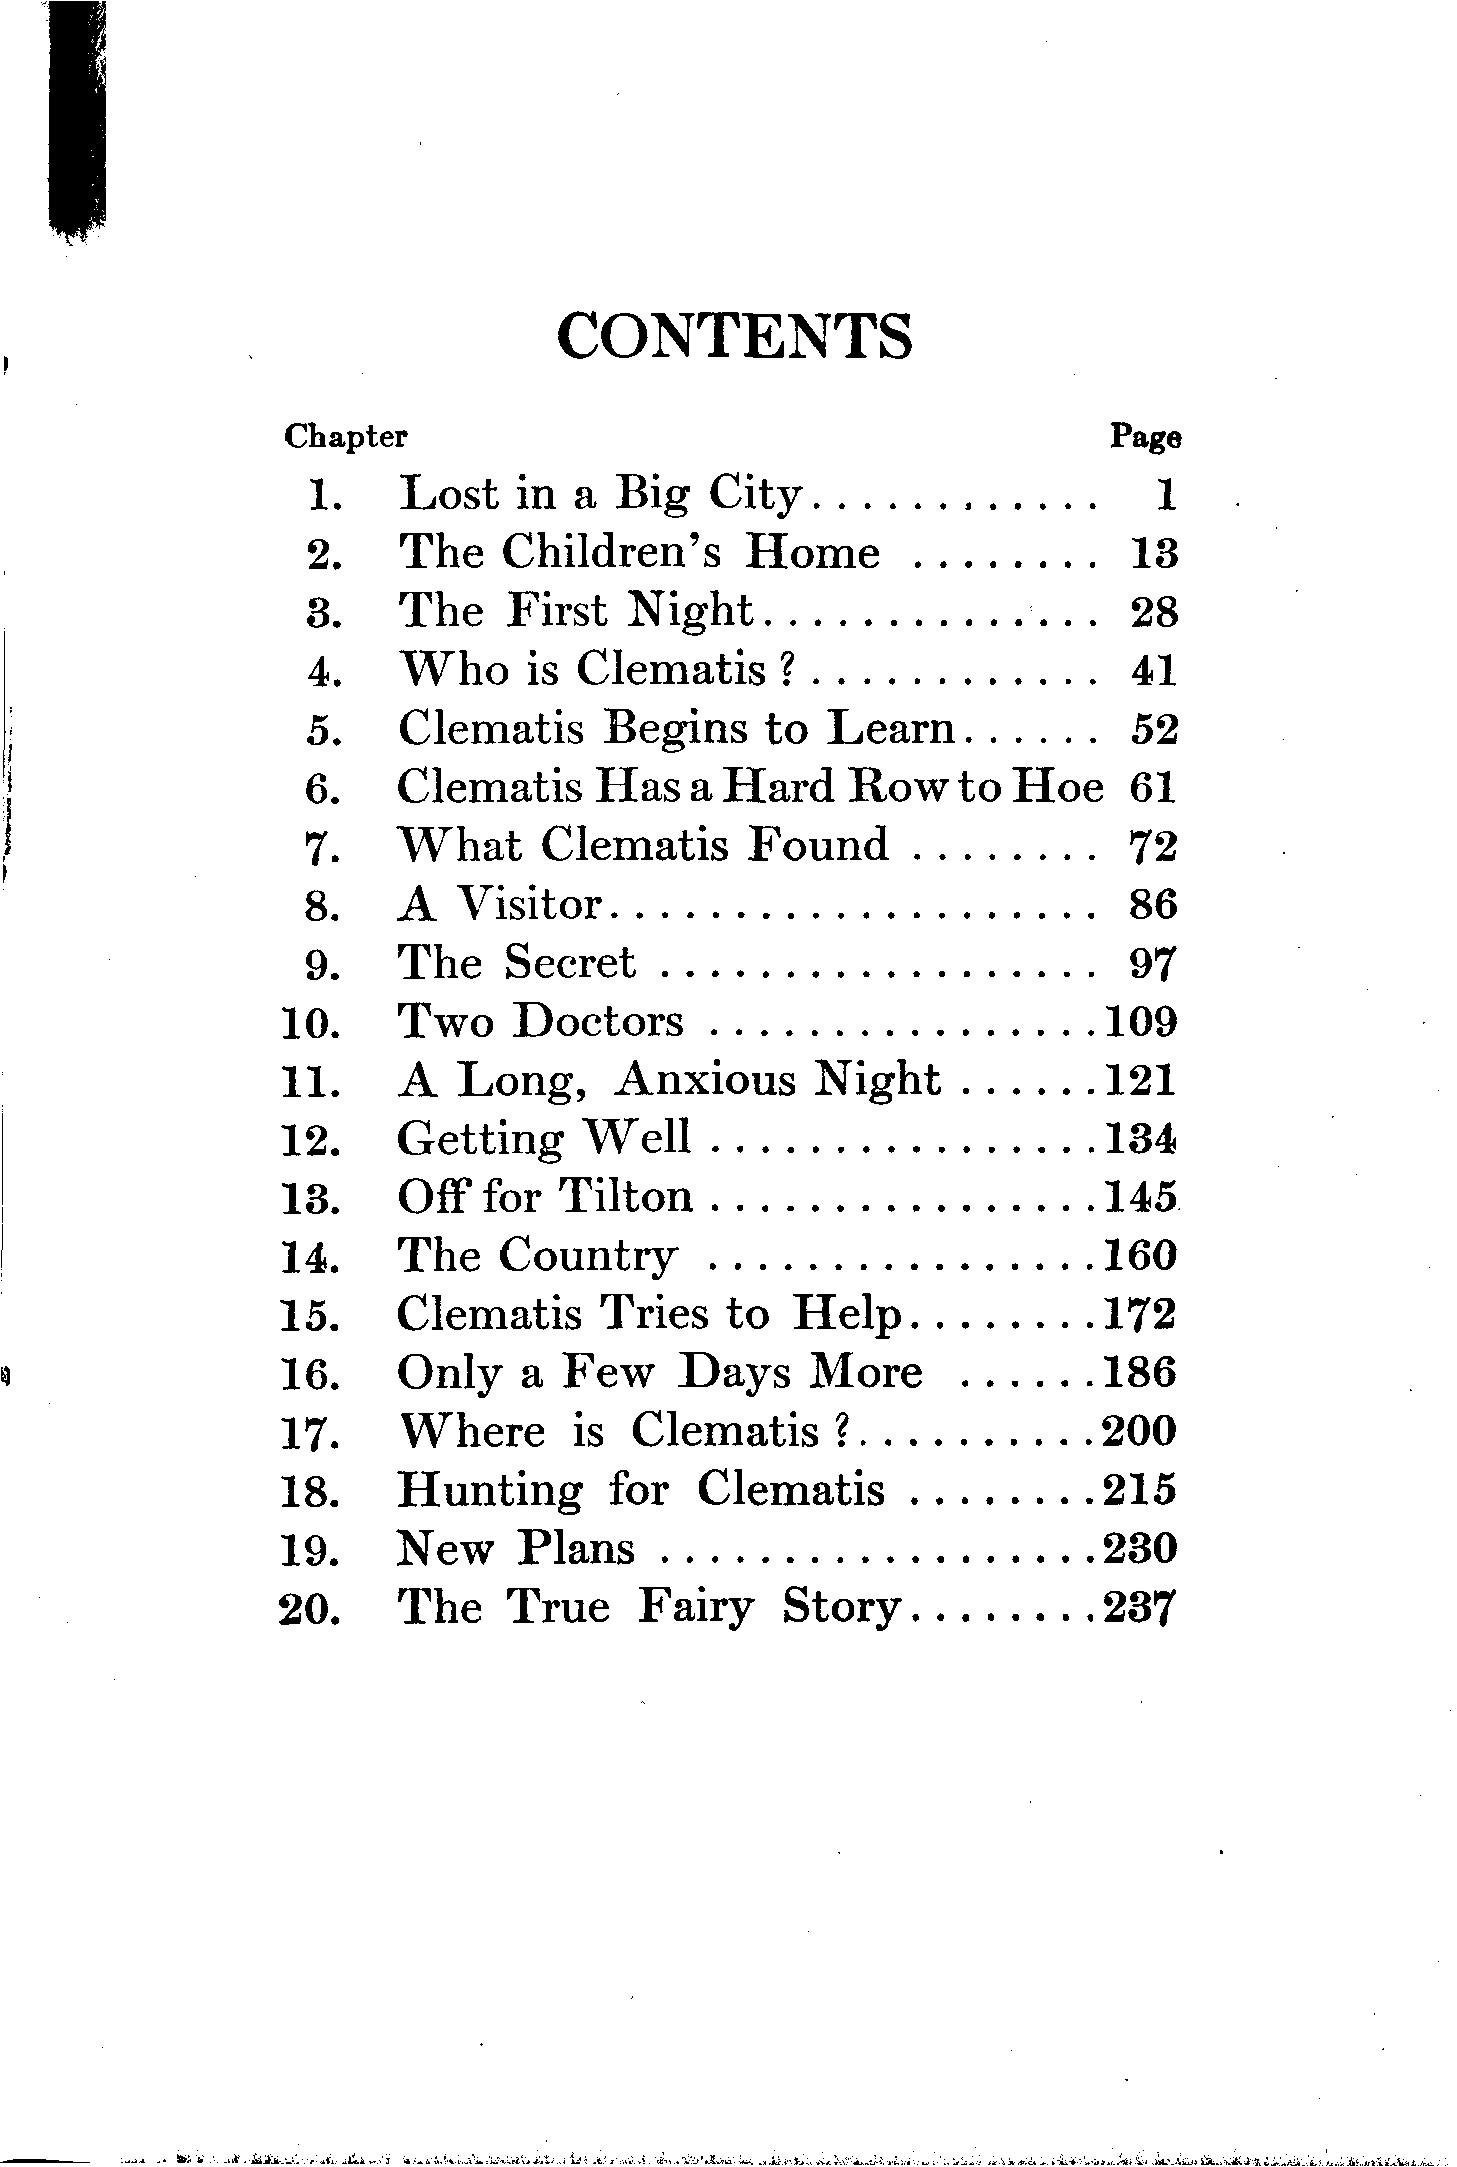 CONTENTS
Chapter Page
1. Lost in a Big City............ 1
2. The Children's Home ........ 13
3. The First Night.............. 28
4. Who is Clematis ?............ 41
5. Clematis Begins to Learn...... 52
6. Clematis Has a Hard Row to Hoe 61
7. What Clematis Found ........ 72
8. A Visitor.................... 86
9. The Secret .................. 97
10. Two Doctors ................109
11. A Long, Anxious Night ......121
12. Getting Well ................134
13. Off for Tilton ................145
14. The Country ................160
15. Clematis Tries to Help........172
16. Only a Few Days More ......186
17. Where is Clematis ?..........200
18. Hunting for Clematis ........215
19. New Plans ..................230
20. The True Fairy Story........237